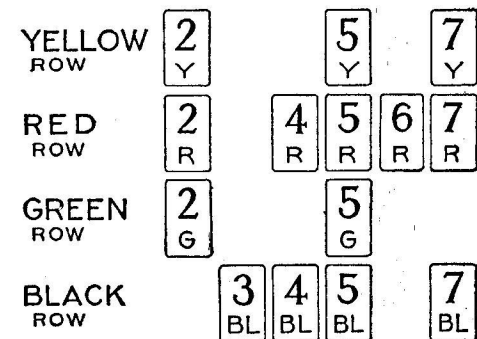 YELLOW 2 5 7
ROW Y Y Y
RED 2 4 5 6 7
ROW R R R R R
GREEN 2 5
ROW G G
BLACK 3 4 5 7
ROW BL BL BL BL